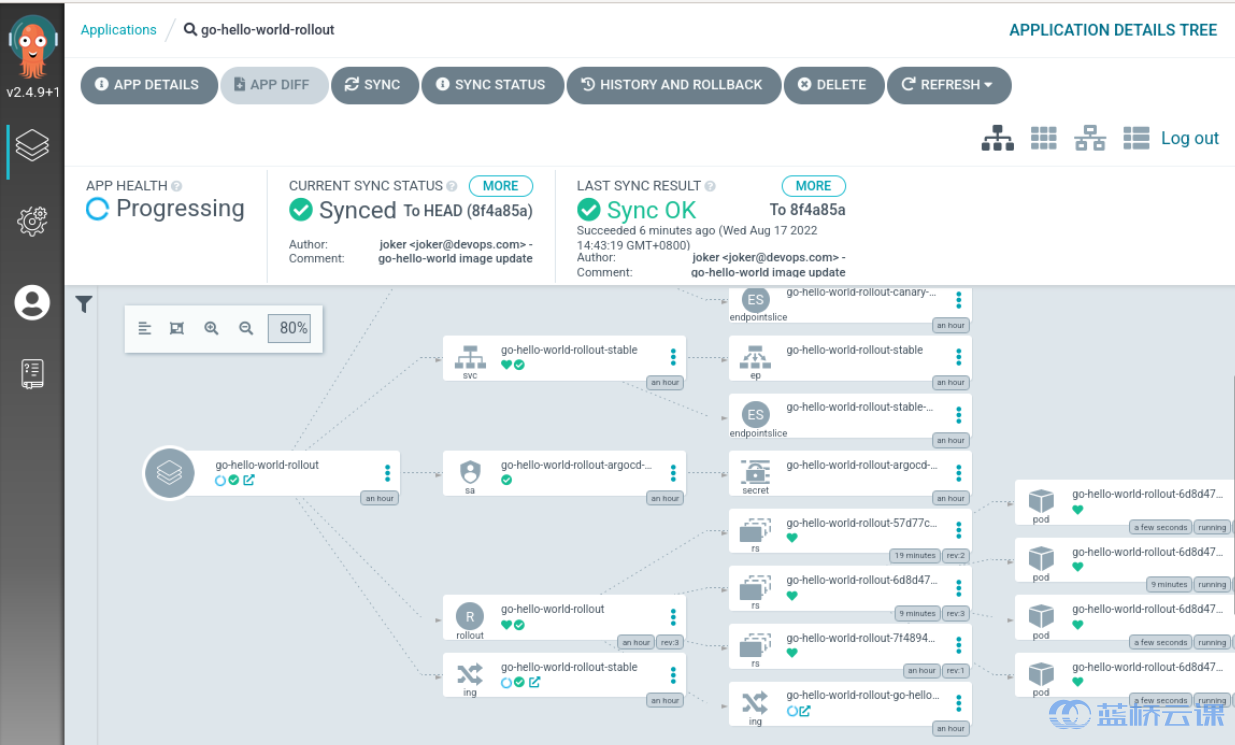 Applications / go-hello-world-rollout
APPLICATION DETAILS TREE
v2.4.9+1
APP DETAILS APP DIFF SYNC SYNC STATUS HISTORY AND ROLLBACK DELETE REFRESH
Log out
APP HEALTH
Progressing
CURRENT SYNC STATUS MORE
Synced To HEAD (8f4a85a)
Author: joker <joker@devops.com> -
Comment: go-hello-world image update
LAST SYNC RESULT MORE
Sync OK To 8f4a85a
Succeeded 6 minutes ago (Wed Aug 17 2022
14:43:19 GMT+0800)
Author: joker <joker@devops.com> -
Comment: go-hello-world image update
80%
ES
endpointslice
go-hello-world-rollout-canary-...
an hour
svc
go-hello-world-rollout-stable
an hour
ep
go-hello-world-rollout-stable
an hour
ES
endpointslice
go-hello-world-rollout-stable-...
an hour
go-hello-world-rollout
an hour
sa
go-hello-world-rollout-argocd-...
an hour
secret
go-hello-world-rollout-argocd-...
an hour
rs
go-hello-world-rollout-57d77c...
19 minutes rev:2
rs
go-hello-world-rollout-6d8d47...
9 minutes rev:3
R
rollout
go-hello-world-rollout
an hour rev:3
rs
go-hello-world-rollout-7f4894...
an hour rev:1
ing
go-hello-world-rollout-stable
an hour
ing
go-hello-world-rollout-go-hello...
an hour
pod
go-hello-world-rollout-6d8d47...
a few seconds running
pod
go-hello-world-rollout-6d8d47...
9 minutes running
pod
go-hello-world-rollout-6d8d47...
a few seconds running
pod
go-hello-world-rollout-6d8d47...
a few seconds running
蓝桥云课